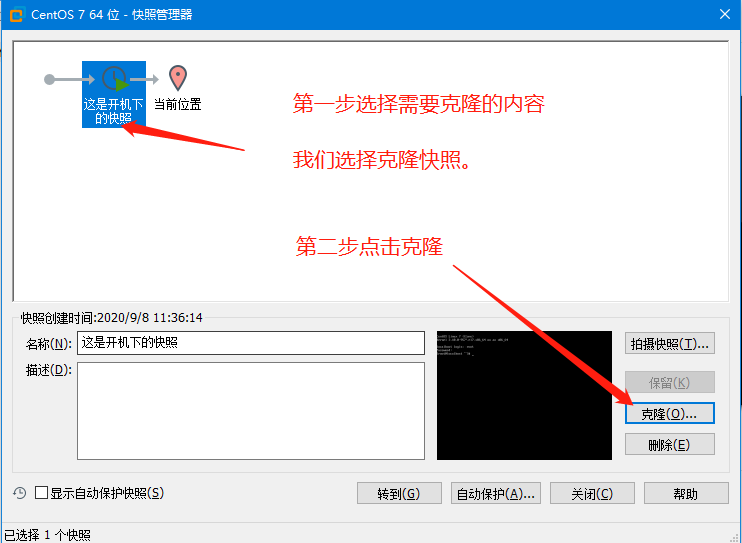 CentOS 7 64 位 - 快照管理器
这是开机下
的快照
当前位置
第一步选择需要克隆的内容
我们选择克隆快照。
第二步点击克隆
快照创建时间:2020/9/8 11:36:14
名称(N):
这是开机下的快照
拍摄快照(T)...
描述(D):
保留(K)
克隆(O)...
删除(E)
显示自动保护快照(S)
转到(G)
自动保护(A)...
关闭(C)
帮助
已选择 1 个快照